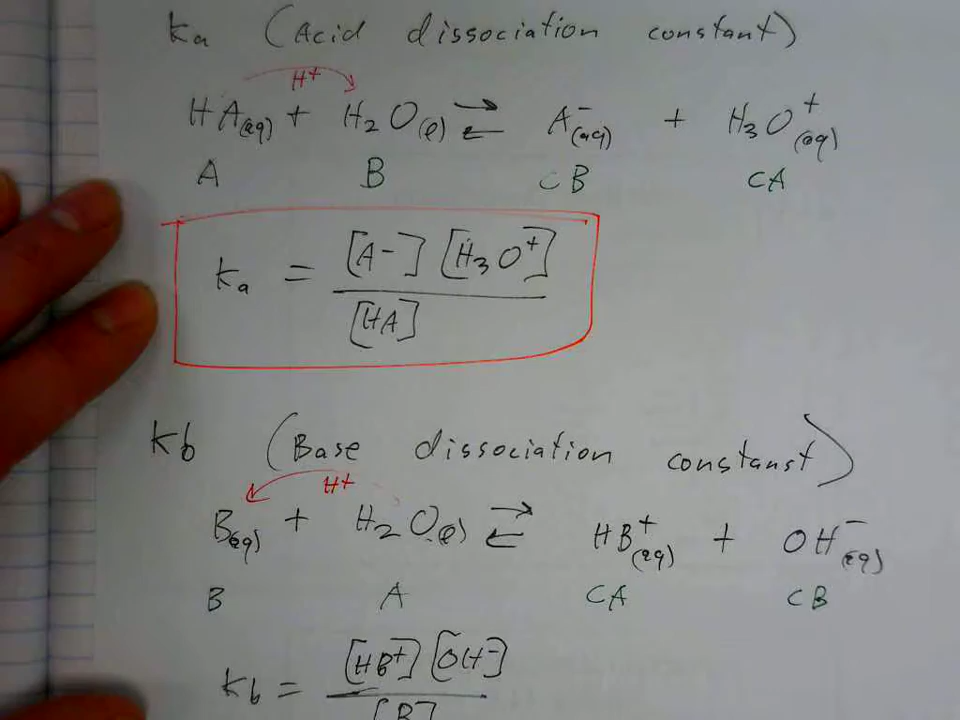 Ka (Acid dissociation constant)
H+
HA(aq) + H2O(l) ⇌ A-(aq) + H3O+(aq)
A B CB CA
Ka = [A-] [H3O+]
[HA]
Kb (Base dissociation constanst)
H+
B(aq) + H2O(l) ⇌ HB+(aq) + OH-(aq)
B A CA CB
Kb = [HB+] [OH-]
[B]